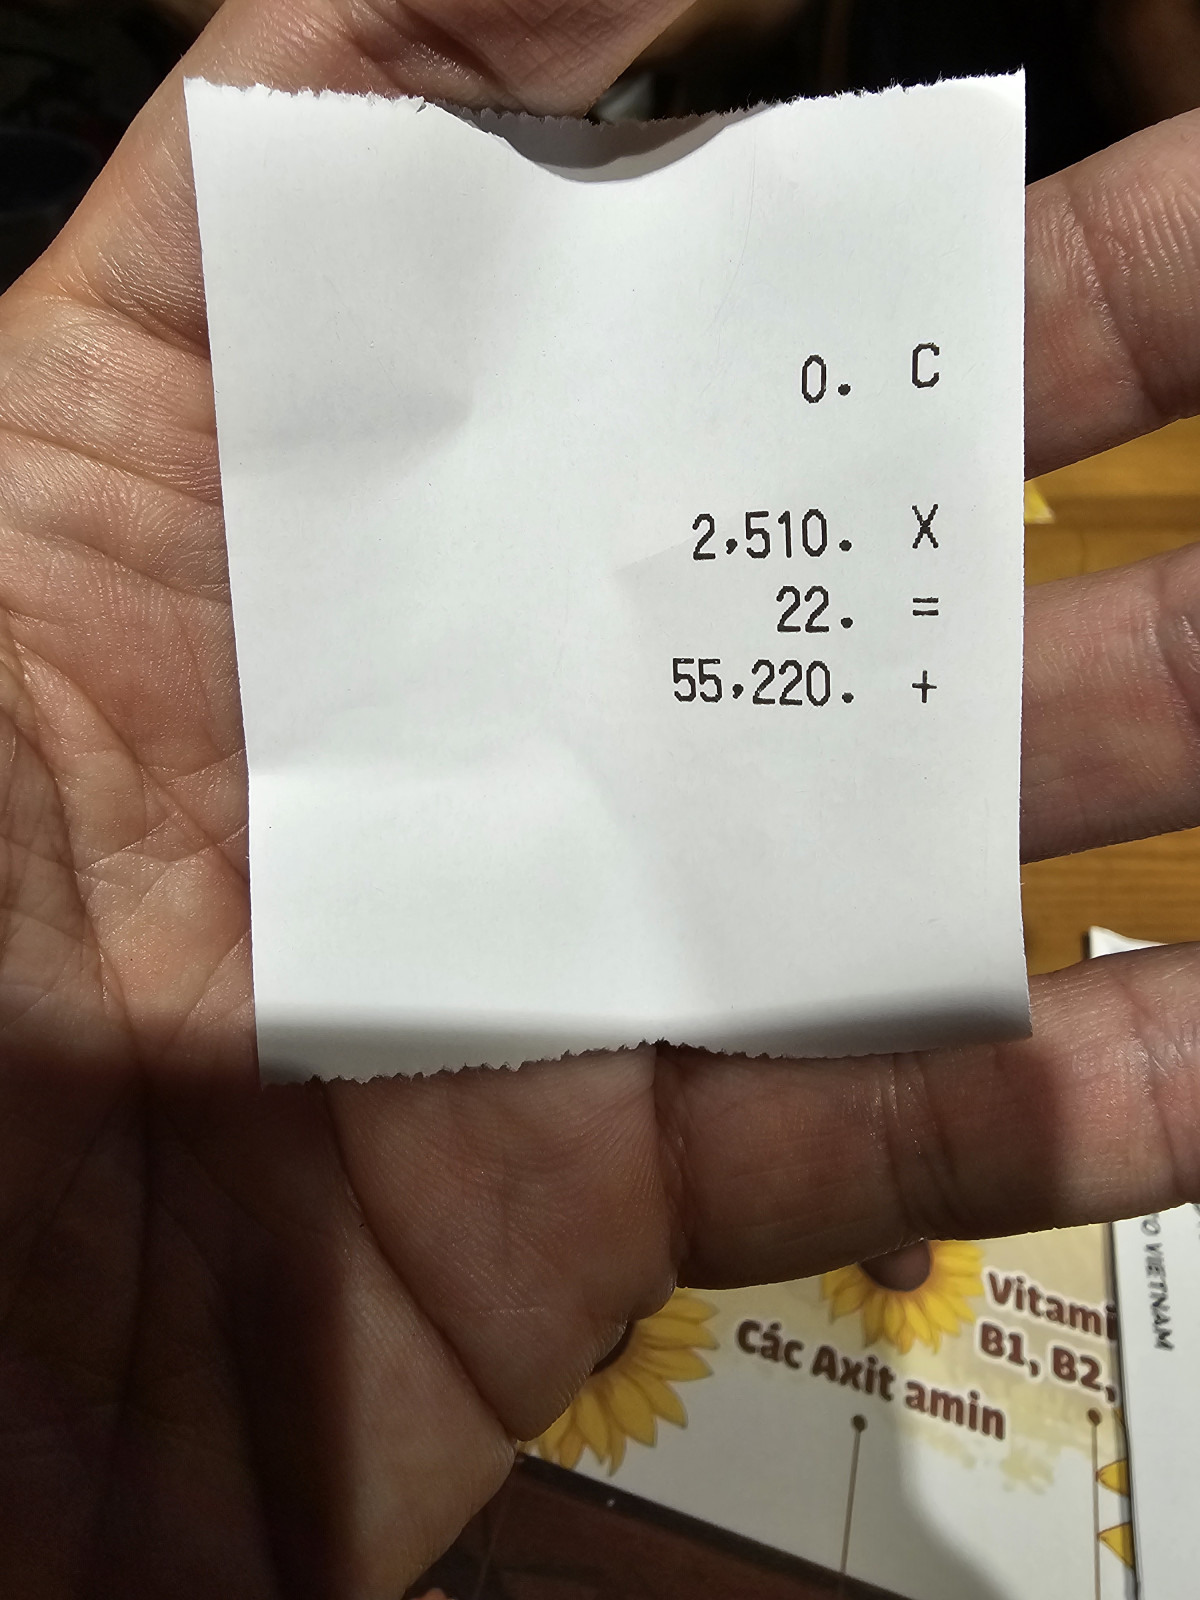 0. C
2,510. X
22. =
55,220. +
Vitami
B1, B2,
Các Axit amin
VIETNAM